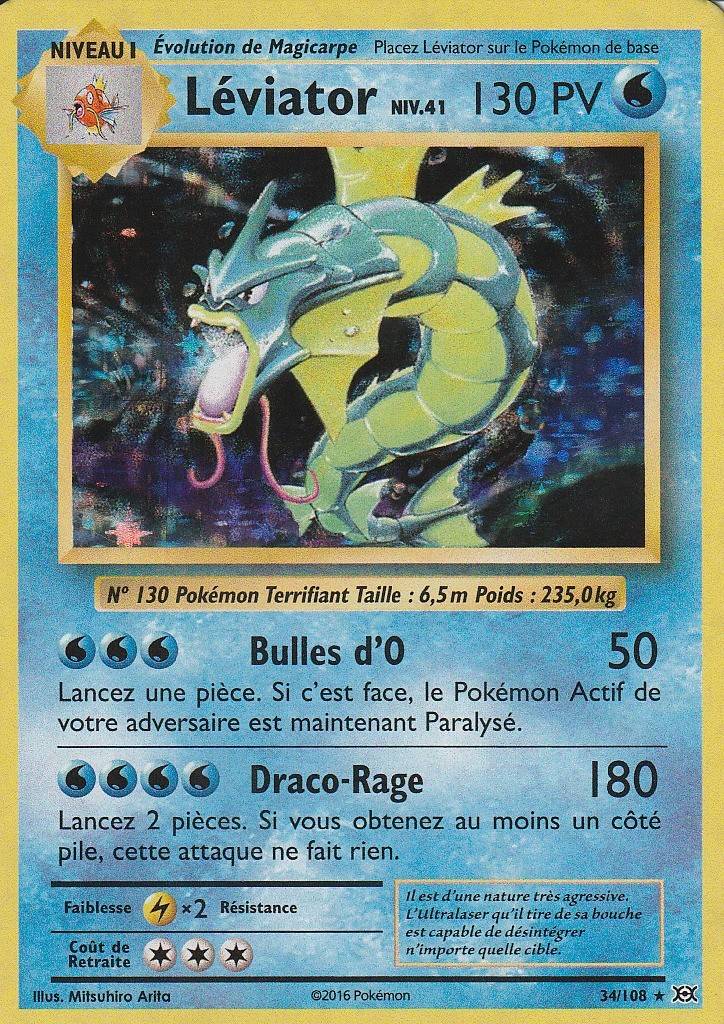 NIVEAU 1 Évolution de Magicarpe Placez Léviator sur le Pokémon de base
Léviator NIV.41 130 PV
N° 130 Pokémon Terrifiant Taille : 6,5 m Poids : 235,0 kg
Bulles d'O 50
Lancez une pièce. Si c'est face, le Pokémon Actif de
votre adversaire est maintenant Paralysé.
Draco-Rage 180
Lancez 2 pièces. Si vous obtenez au moins un côté
pile, cette attaque ne fait rien.
Faiblesse ×2 Résistance
Coût de
Retraite
Il est d'une nature très agressive.
L'Ultralaser qu'il tire de sa bouche
est capable de désintégrer
n'importe quelle cible.
Illus. Mitsuhiro Arita ©2016 Pokémon 34/108 ★